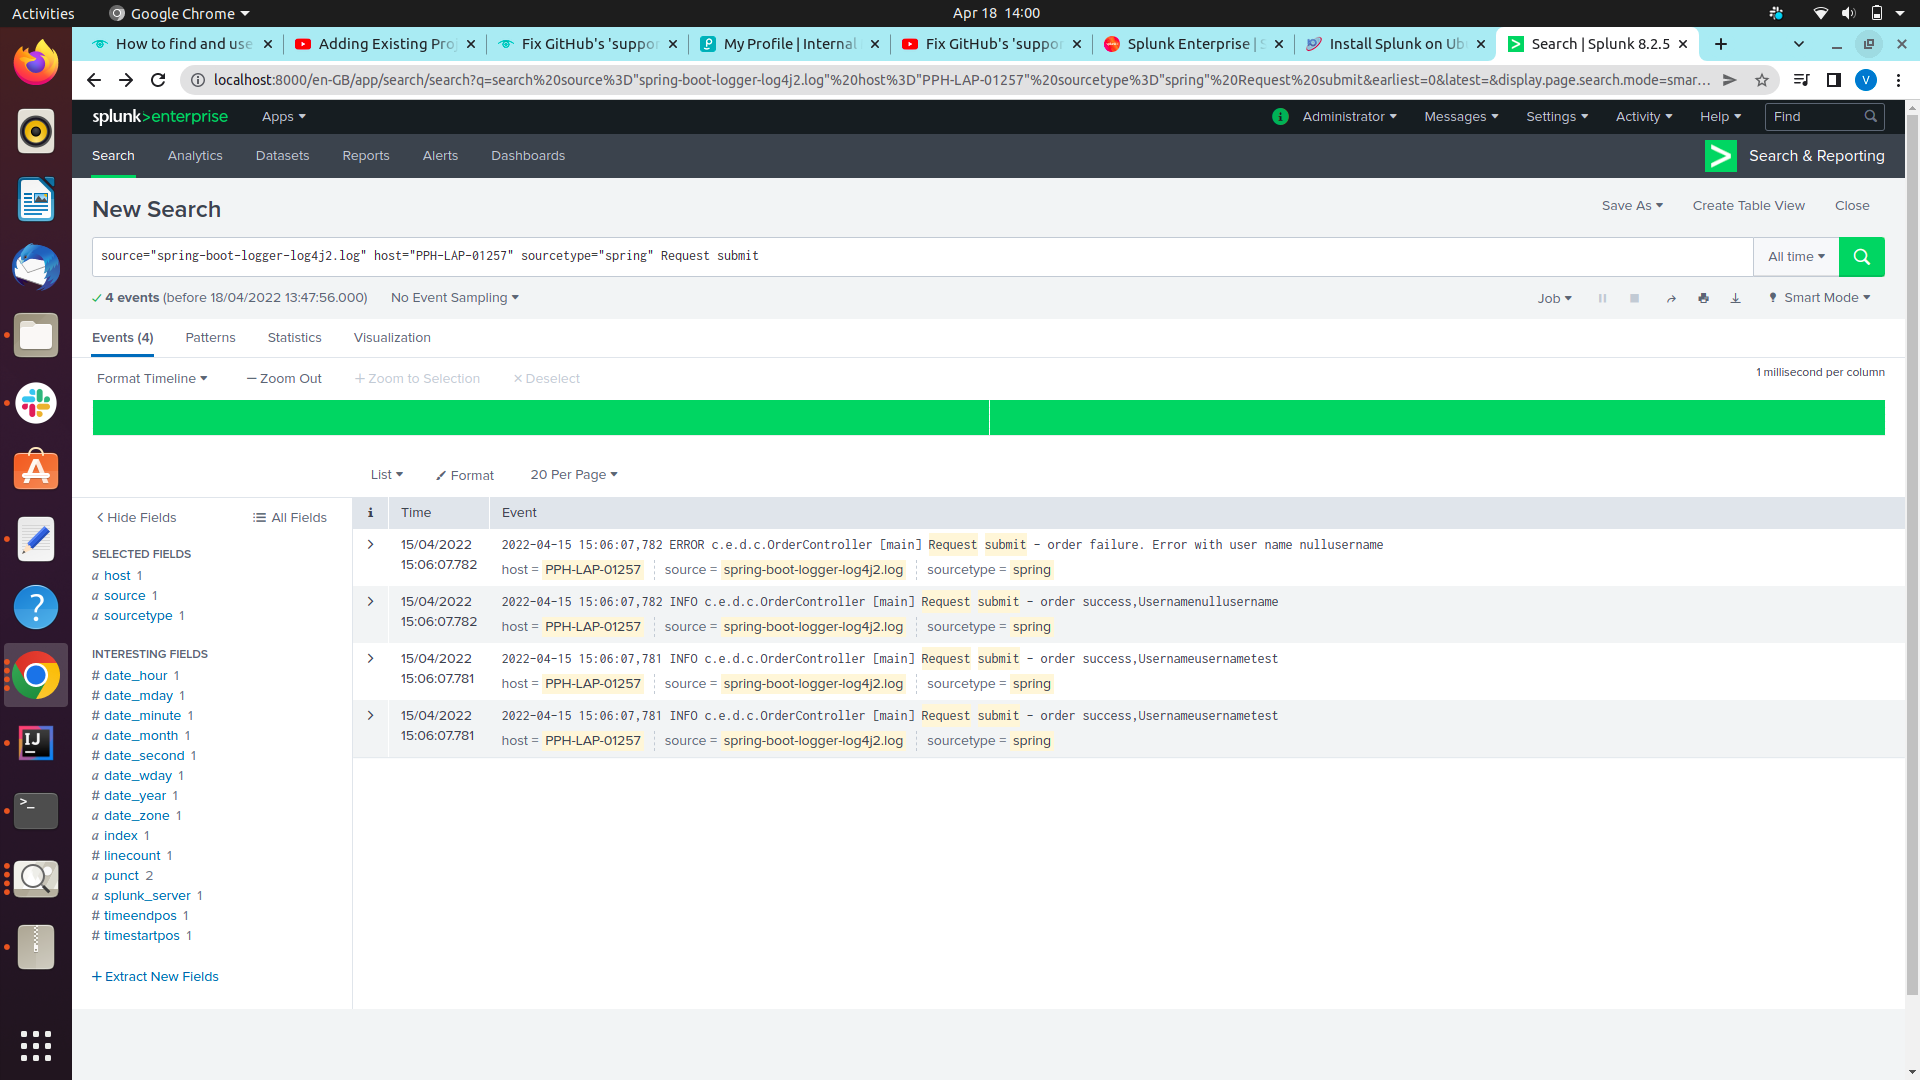 Activities Google Chrome Apr 18 14:00
How to find and use Adding Existing Proj Fix GitHub's 'suppor My Profile | Internal Fix GitHub's 'suppor Splunk Enterprise | S Install Splunk on Ub Search | Splunk 8.2.5
localhost:8000/en-GB/app/search/search?q=search%20source%3D"spring-boot-logger-log4j2.log"%20host%3D"PPH-LAP-01257"%20sourcetype%3D"spring"%20Request%20submit&earliest=0&latest=&display.page.search.mode=smar... V
splunk>enterprise Apps Administrator Messages Settings Activity Help Find
Search Analytics Datasets Reports Alerts Dashboards Search & Reporting
New Search Save As Create Table View Close
source="spring-boot-logger-log4j2.log" host="PPH-LAP-01257" sourcetype="spring" Request submit All time
4 events (before 18/04/2022 13:47:56.000) No Event Sampling Job Smart Mode
Events (4) Patterns Statistics Visualization
Format Timeline — Zoom Out + Zoom to Selection × Deselect 1 millisecond per column
List Format 20 Per Page
< Hide Fields All Fields
SELECTED FIELDS
a host 1
a source 1
a sourcetype 1
INTERESTING FIELDS
# date_hour 1
# date_mday 1
# date_minute 1
a date_month 1
# date_second 1
a date_wday 1
# date_year 1
a date_zone 1
a index 1
# linecount 1
a punct 2
a splunk_server 1
# timeendpos 1
# timestartpos 1
+ Extract New Fields
i Time Event
15/04/2022 15:06:07.782
2022-04-15 15:06:07,782 ERROR c.e.d.c.OrderController [main] Request submit - order failure. Error with user name nullusername
host = PPH-LAP-01257 source = spring-boot-logger-log4j2.log sourcetype = spring
15/04/2022 15:06:07.782
2022-04-15 15:06:07,782 INFO c.e.d.c.OrderController [main] Request submit - order success,Usernamenullusername
host = PPH-LAP-01257 source = spring-boot-logger-log4j2.log sourcetype = spring
15/04/2022 15:06:07.781
2022-04-15 15:06:07,781 INFO c.e.d.c.OrderController [main] Request submit - order success,Usernameusernametest
host = PPH-LAP-01257 source = spring-boot-logger-log4j2.log sourcetype = spring
15/04/2022 15:06:07.781
2022-04-15 15:06:07,781 INFO c.e.d.c.OrderController [main] Request submit - order success,Usernameusernametest
host = PPH-LAP-01257 source = spring-boot-logger-log4j2.log sourcetype = spring